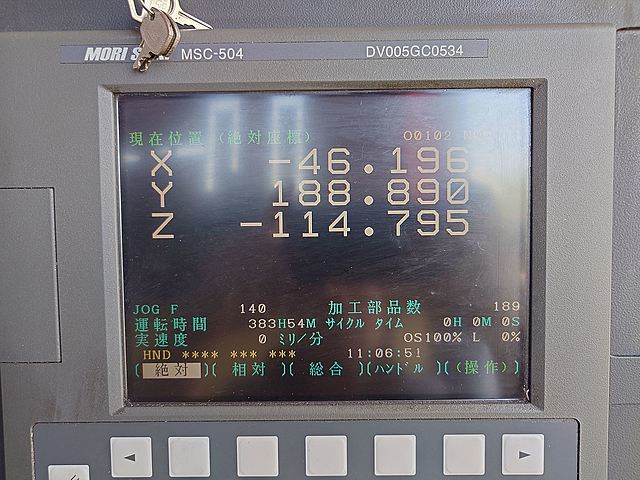 MORI MSC-504 DV005GC0534
現在位置（絶対座標） O0102
X -46.196
Y 188.890
Z -114.795
JOG F 140 加工部品数 189
運転時間 383H54M サイクル タイム 0H 0M 0S
実速度 0 ミリ／分 OS100% L 0%
HND **** *** *** 11:06:51
( 絶対 )( 相対 )( 総合 )(ハンドル )(（操作）)